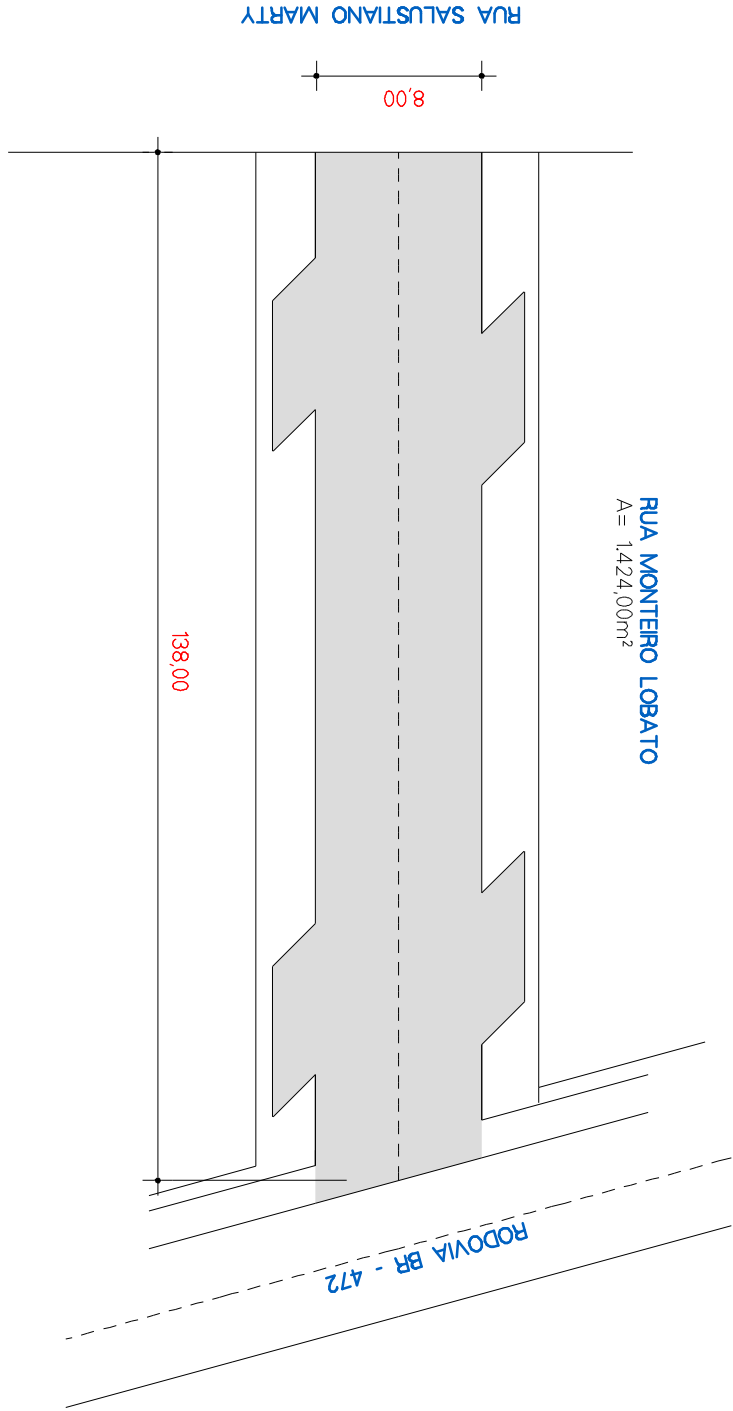 RUA SALUSTIANO MARTY
8,00
RUA MONTEIRO LOBATO
A= 1.424,00m²
138,00
RODOVIA BR - 472